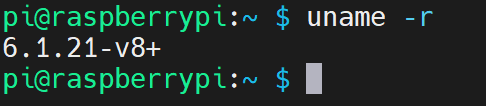 pi@raspberrypi:~ $ uname -r
6.1.21-v8+
pi@raspberrypi:~ $